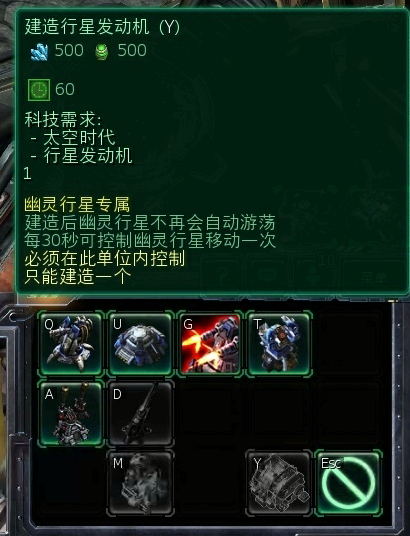 建造行星发动机 (Y)
500 500
60
科技需求:
- 太空时代
- 行星发动机
1
幽灵行星专属
建造后幽灵行星不再会自动游荡
每30秒可控制幽灵行星移动一次
必须在此单位内控制
只能建造一个
Q U G T
A D
M Y Esc